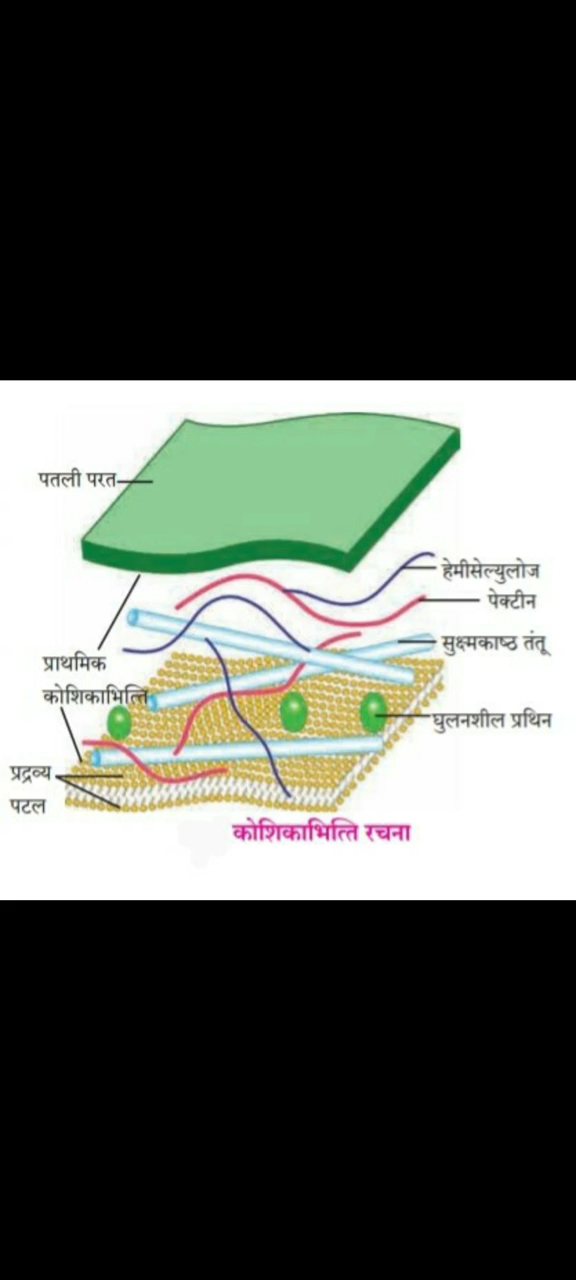 पतली परत
हेमीसेल्युलोज
पेक्टीन
सुक्ष्मकाष्ठ तंतू
प्राथमिक
कोशिकाभित्ति
घुलनशील प्रथिन
प्रद्रव्य
पटल
कोशिकाभित्ति रचना